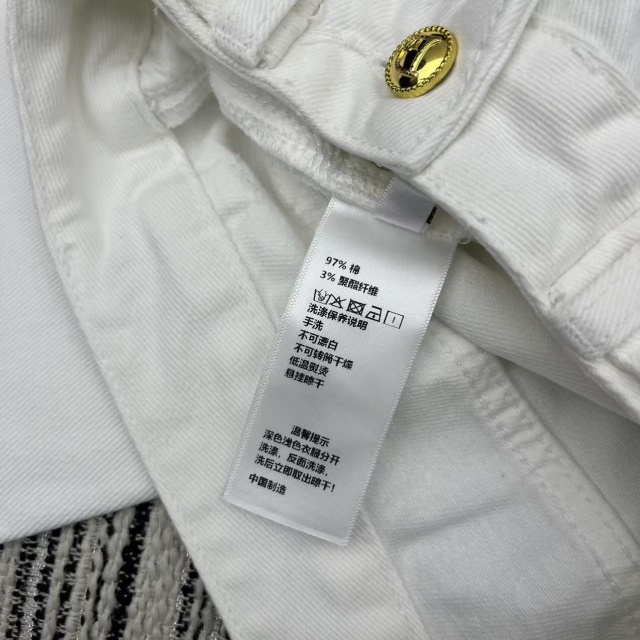 97% 棉
3% 聚酯纤维
洗涤保养说明
手洗
不可漂白
不可转筒干燥
低温熨烫
悬挂晾干
温馨提示
深色浅色衣服分开
洗涤，反面洗涤，
洗后立即取出晾干！
中国制造